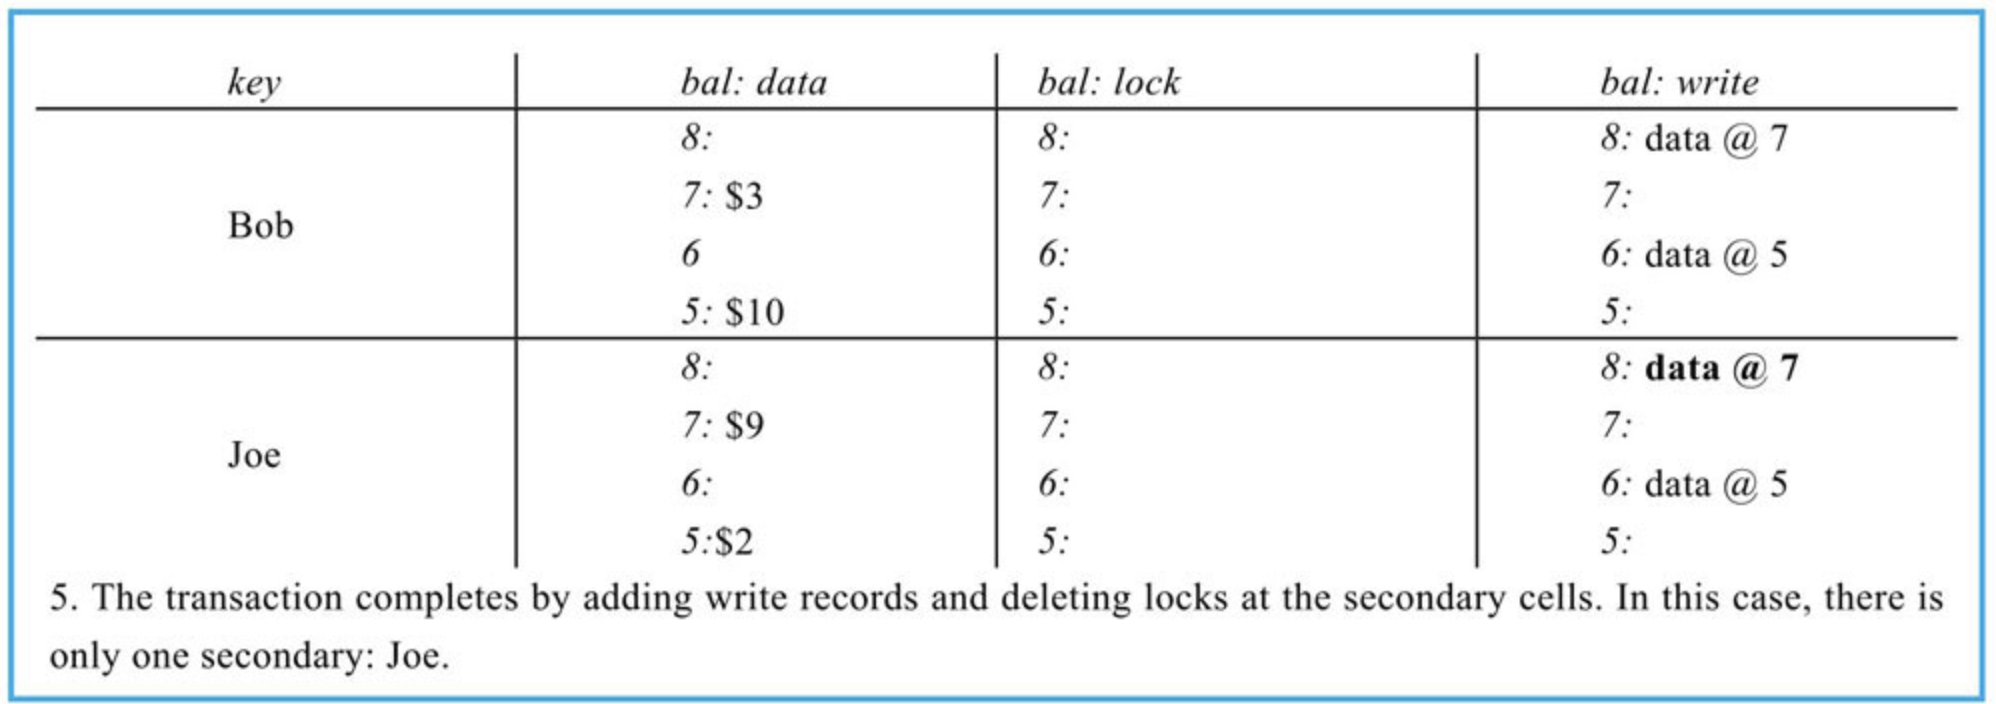 key bal: data bal: lock bal: write
8: 8: 8: data @ 7
7: $3 7: 7:
Bob
6 6: 6: data @ 5
5: $10 5: 5:
8: 8: 8: data @ 7
7: $9 7: 7:
Joe
6: 6: 6: data @ 5
5:$2 5: 5:
5. The transaction completes by adding write records and deleting locks at the secondary cells. In this case, there is
only one secondary: Joe.